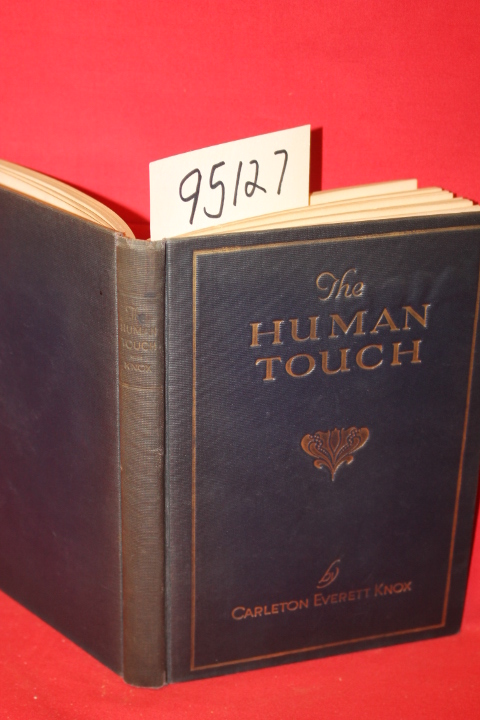 95127
The
HUMAN
TOUCH
by
CARLETON EVERETT KNOX
THE
HUMAN
TOUCH
KNOX